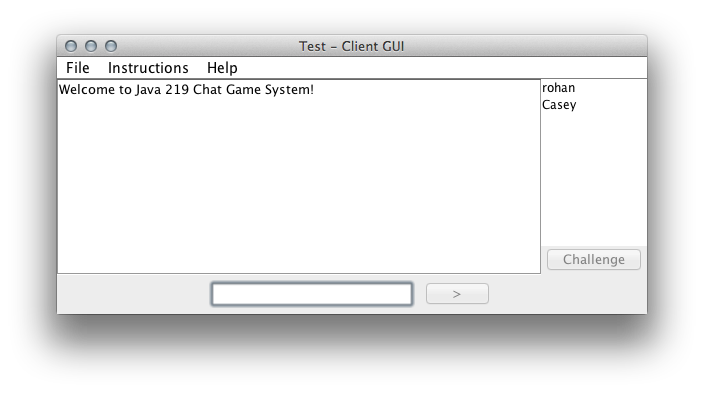 Test – Client GUI
File Instructions Help
Welcome to Java 219 Chat Game System!
rohan
Casey
Challenge
>